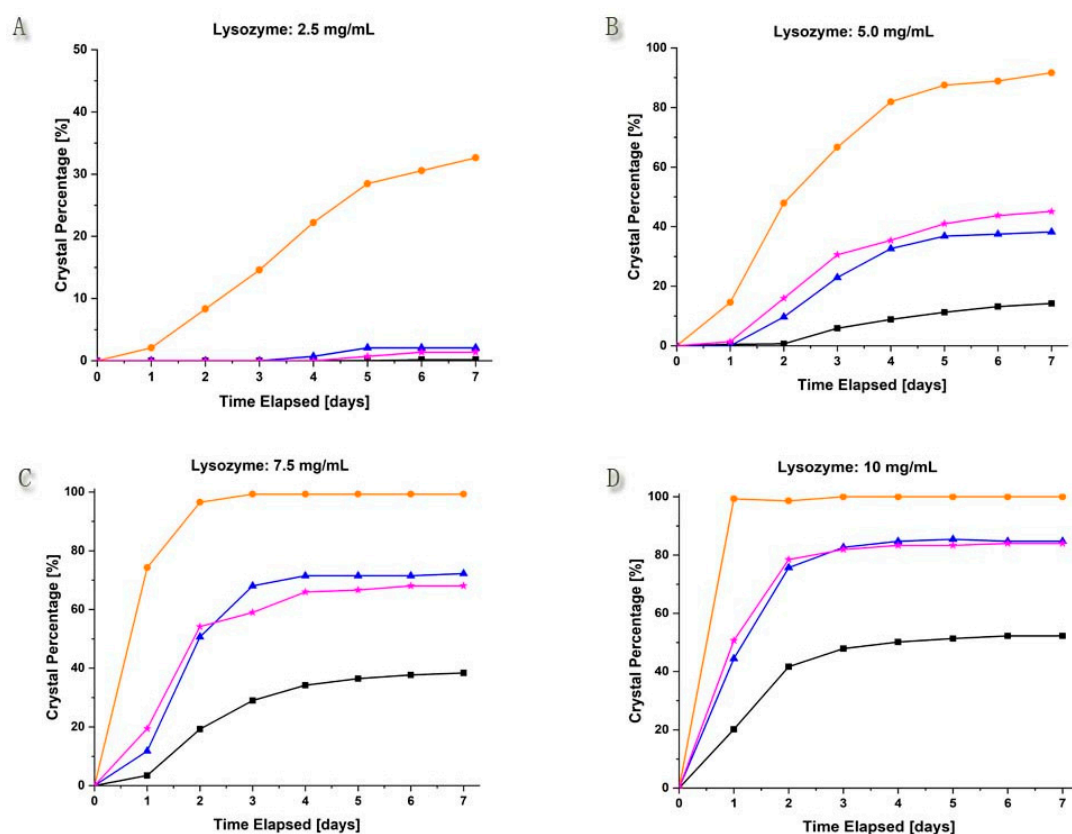 A
Lysozyme: 2.5 mg/mL
50
40
30
20
10
0
Crystal Percentage [%]
0 1 2 3 4 5 6 7
Time Elapsed [days]
B
Lysozyme: 5.0 mg/mL
100
80
60
40
20
0
Crystal Percentage [%]
0 1 2 3 4 5 6 7
Time Elapsed [days]
C
Lysozyme: 7.5 mg/mL
100
80
60
40
20
0
Crystal Percentage [%]
0 1 2 3 4 5 6 7
Time Elapsed [days]
D
Lysozyme: 10 mg/mL
100
80
60
40
20
0
Crystal Percentage [%]
0 1 2 3 4 5 6 7
Time Elapsed [days]